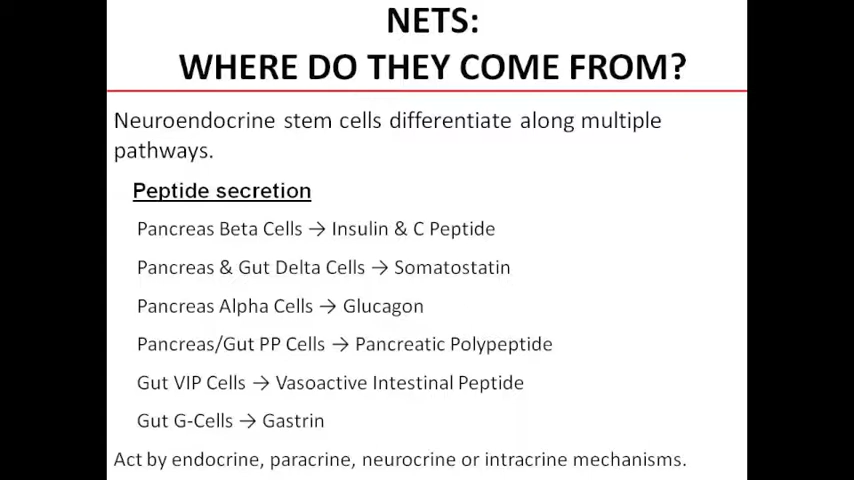 NETS:
WHERE DO THEY COME FROM?
Neuroendocrine stem cells differentiate along multiple
pathways.
Peptide secretion
Pancreas Beta Cells → Insulin & C Peptide
Pancreas & Gut Delta Cells → Somatostatin
Pancreas Alpha Cells → Glucagon
Pancreas/Gut PP Cells → Pancreatic Polypeptide
Gut VIP Cells → Vasoactive Intestinal Peptide
Gut G-Cells → Gastrin
Act by endocrine, paracrine, neurocrine or intracrine mechanisms.